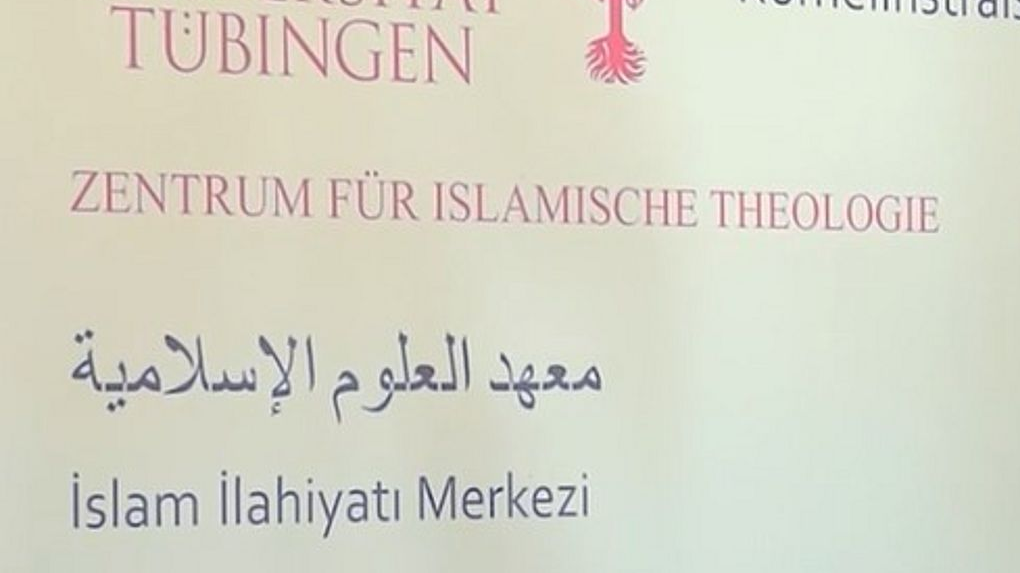 TÜBINGEN
ZENTRUM FÜR ISLAMISCHE THEOLOGIE
معهد العلوم الإسلامية
İslam İlahiyatı Merkezi